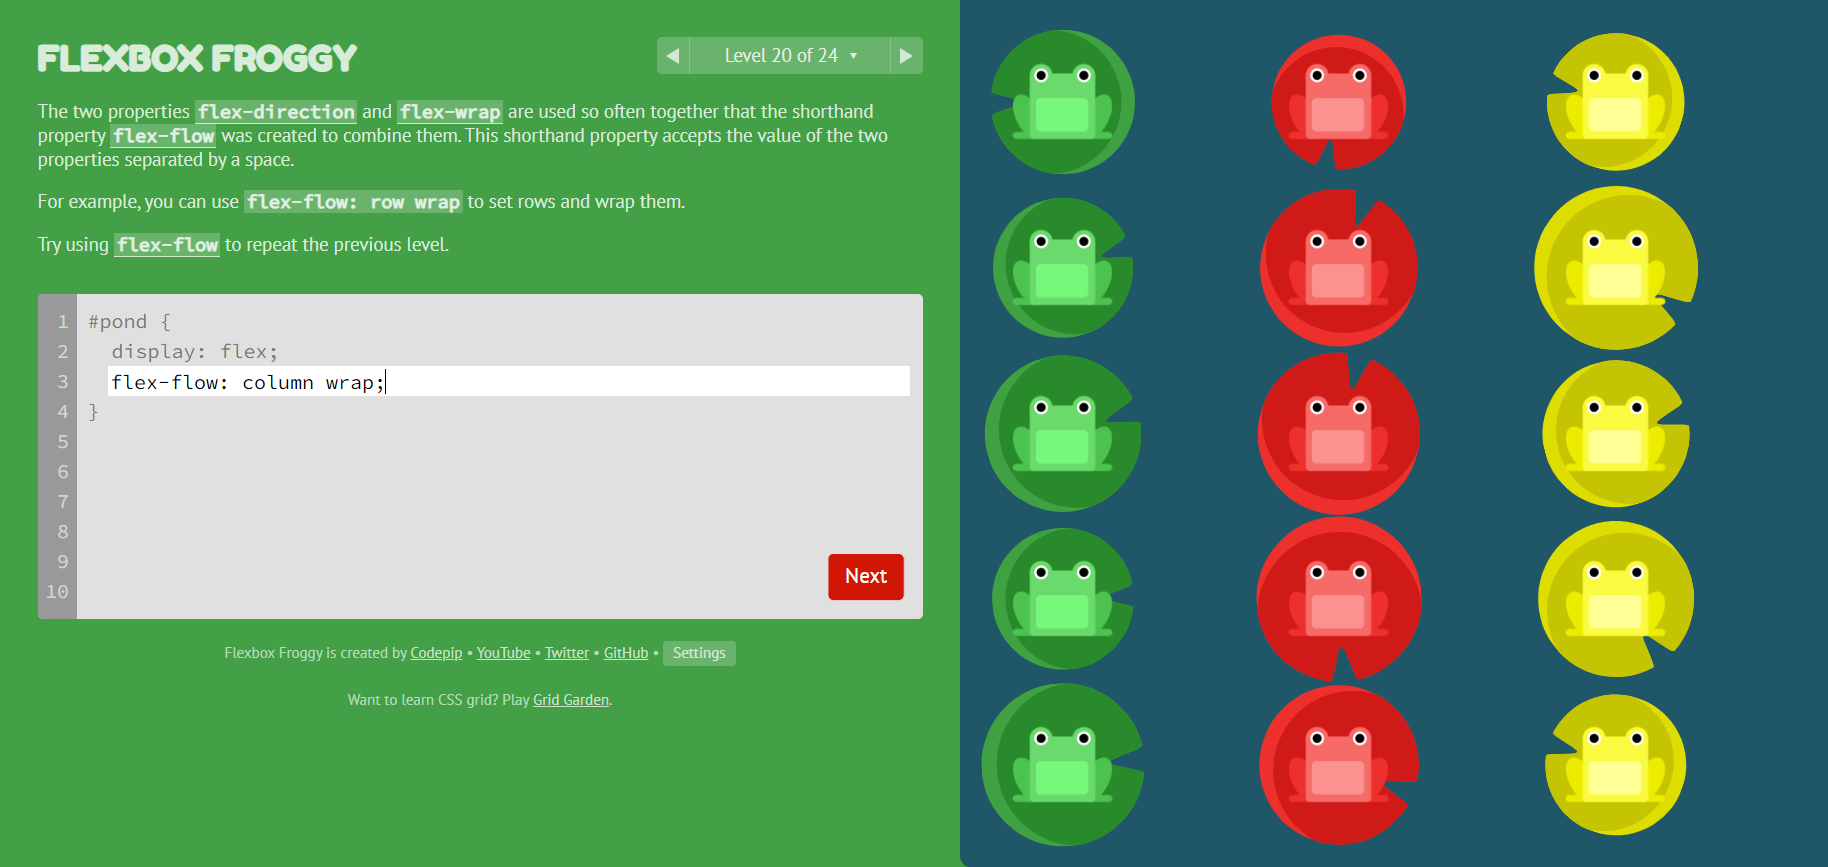 FLEXBOX FROGGY
Level 20 of 24
The two properties flex-direction and flex-wrap are used so often together that the shorthand
property flex-flow was created to combine them. This shorthand property accepts the value of the two
properties separated by a space.
For example, you can use flex-flow: row wrap to set rows and wrap them.
Try using flex-flow to repeat the previous level.
1 #pond {
2 display: flex;
3 flex-flow: column wrap;
4 }
5
6
7
8
9
10
Next
Flexbox Froggy is created by Codepip • YouTube • Twitter • GitHub • Settings
Want to learn CSS grid? Play Grid Garden.